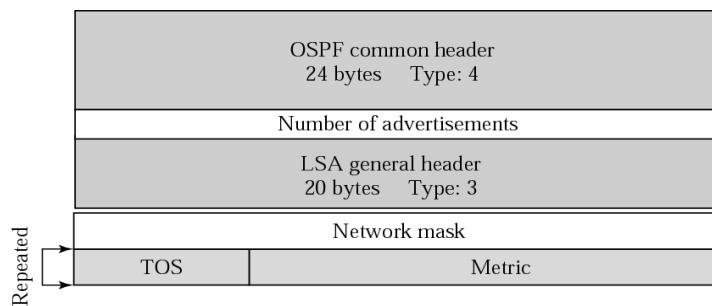 OSPF common header
24 bytes Type: 4
Number of advertisements
LSA general header
20 bytes Type: 3
Network mask
Repeated
TOS Metric